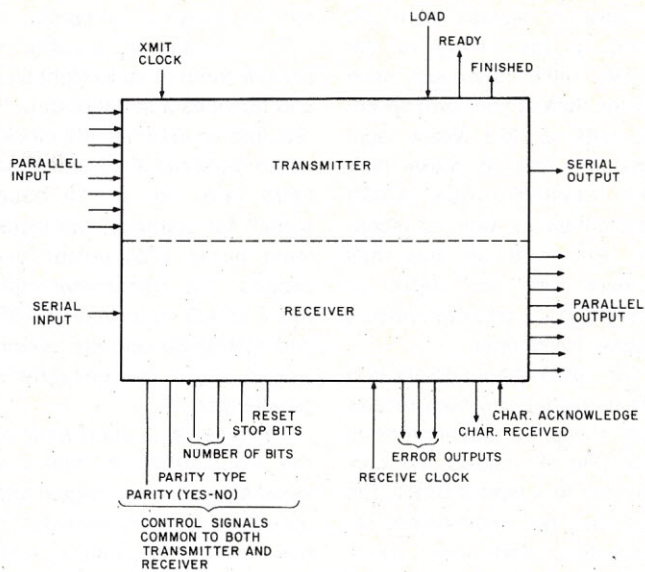 LOAD
READY
XMIT
CLOCK
FINISHED
PARALLEL
INPUT
TRANSMITTER
SERIAL
OUTPUT
SERIAL
INPUT
RECEIVER
PARALLEL
OUTPUT
RESET
STOP BITS
NUMBER OF BITS
PARITY TYPE
PARITY (YES-NO)
CONTROL SIGNALS
COMMON TO BOTH
TRANSMITTER AND
RECEIVER
CHAR. ACKNOWLEDGE
CHAR. RECEIVED
ERROR OUTPUTS
RECEIVE CLOCK